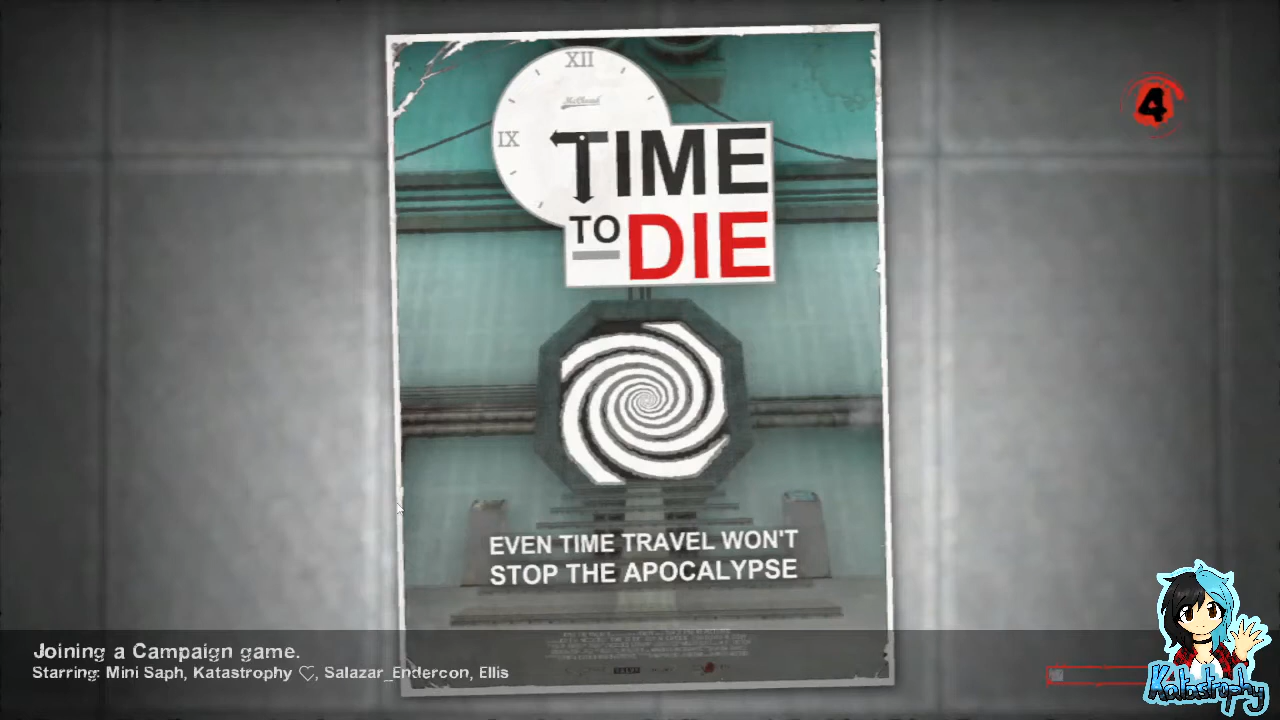 XII
IX
TIME
TO DIE
4
EVEN TIME TRAVEL WON'T
STOP THE APOCALYPSE
Joining a Campaign game.
Starring: Mini Saph, Katastrophy ♡, Salazar_Endercon, Ellis
Katastrophy